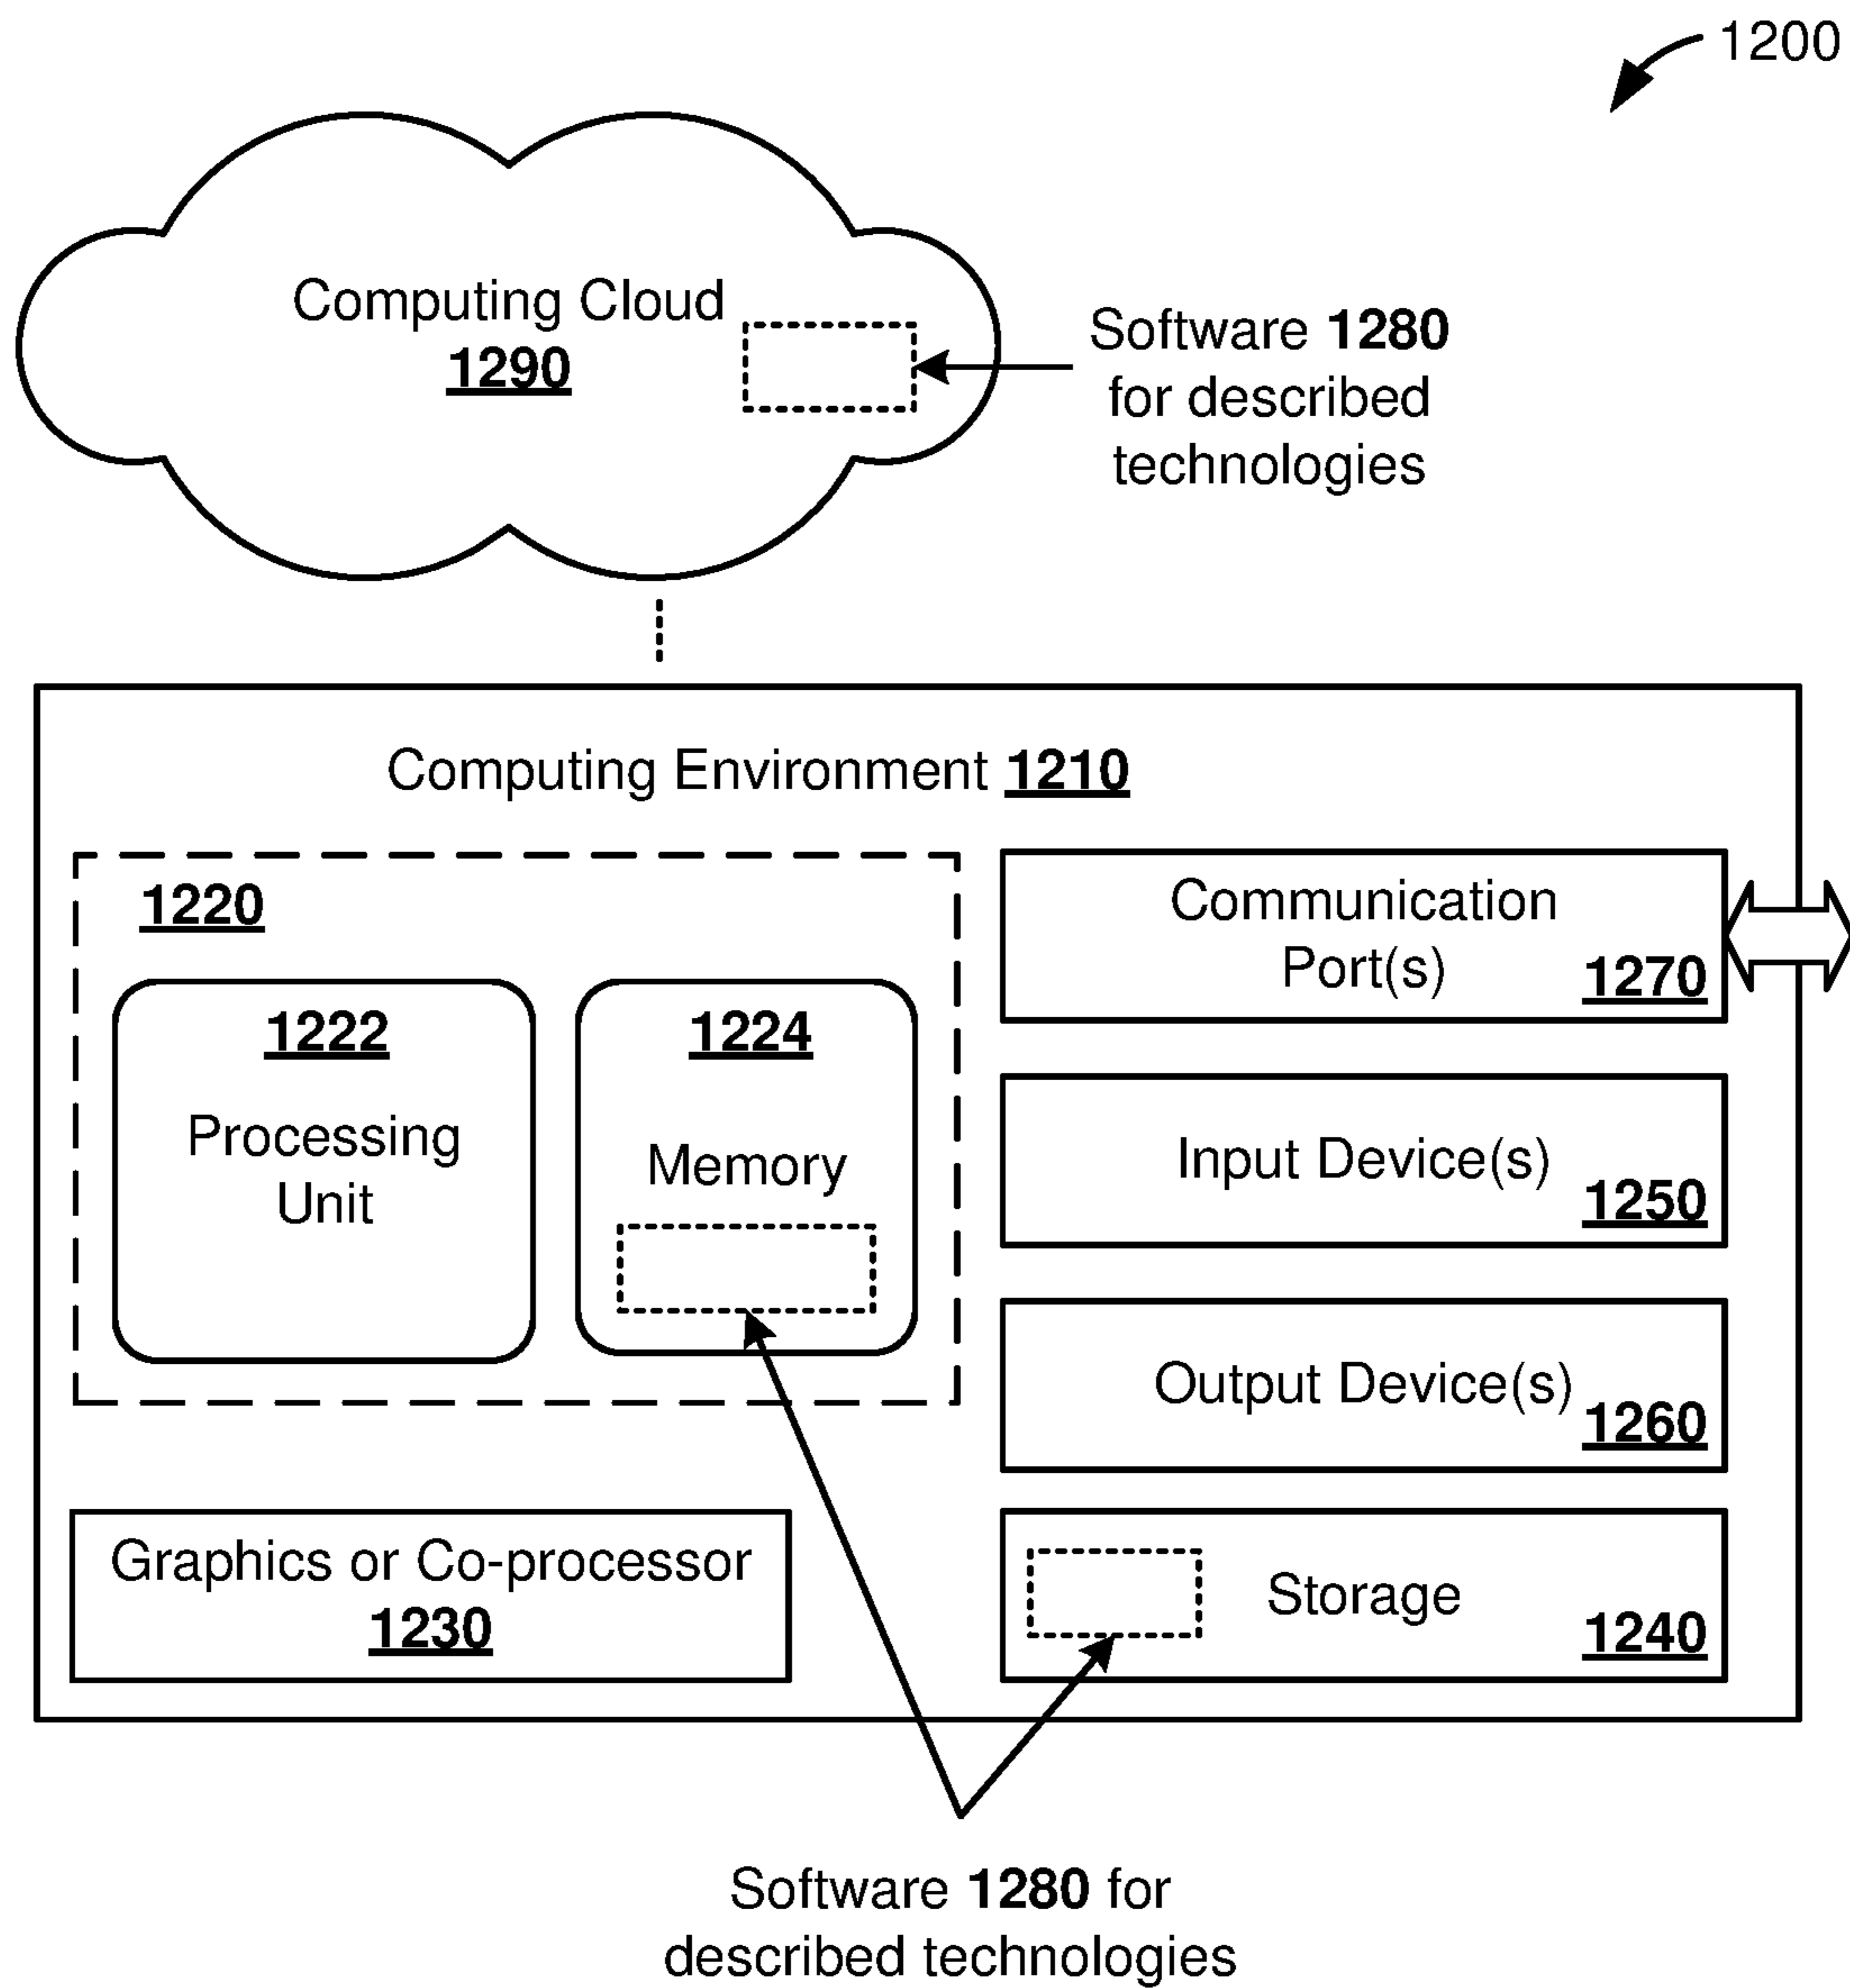 1200
Computing Cloud
1290
Software 1280
for described
technologies
Computing Environment 1210
1220
1222
Processing
Unit
1224
Memory
Communication
Port(s)
1270
Input Device(s)
1250
Output Device(s)
1260
Graphics or Co-processor
1230
Storage
1240
Software 1280 for
described technologies